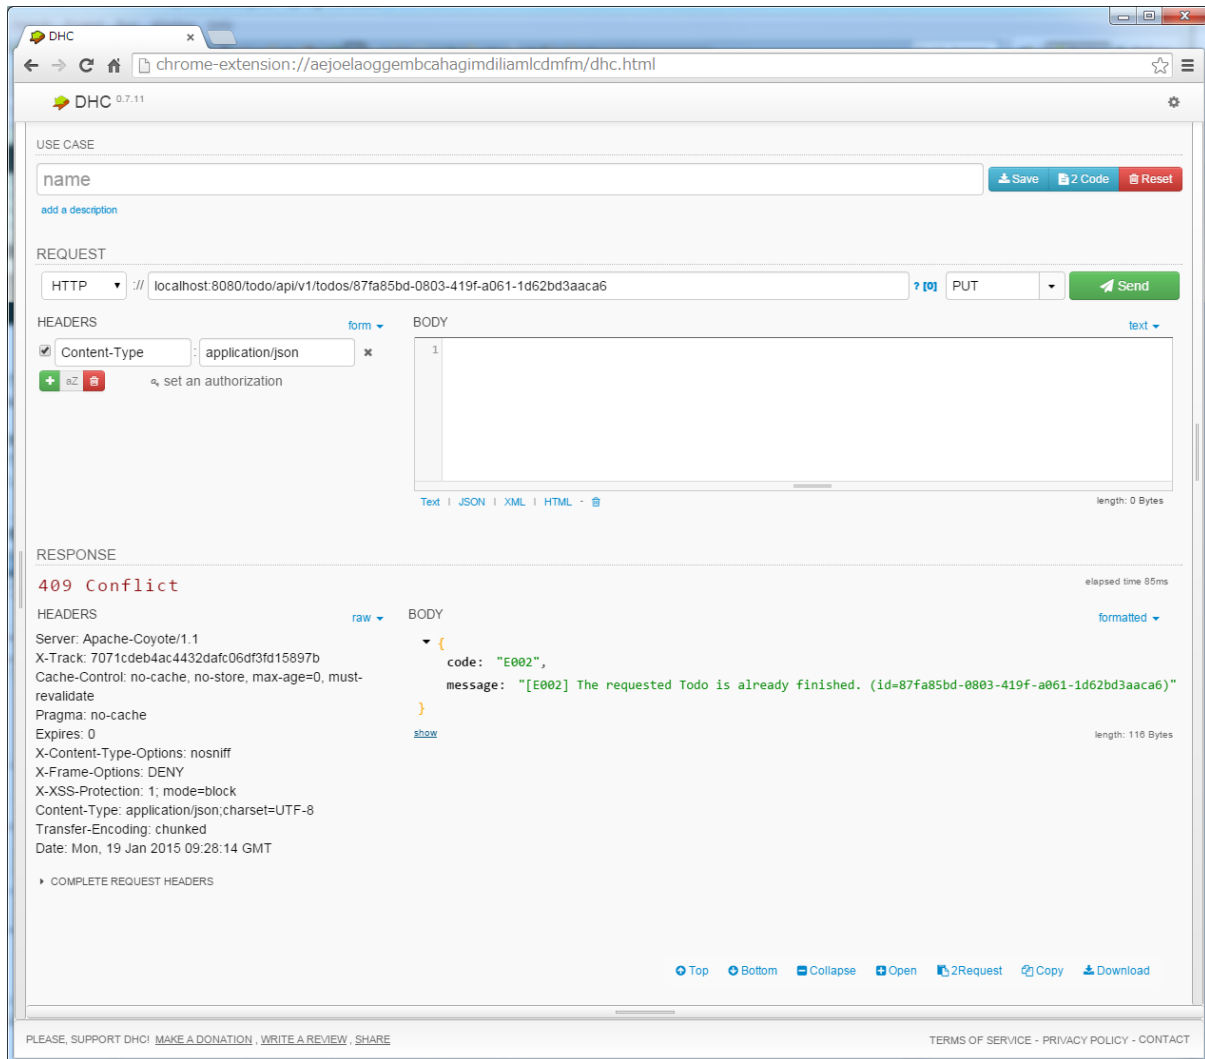 DHC
chrome-extension://aejoelaoggembcahagimdiliamlcdmfm/dhc.html
DHC 0.7.11
USE CASE
name
Save 2 Code Reset
add a description
REQUEST
HTTP :// localhost:8080/todo/api/v1/todos/87fa85bd-0803-419f-a061-1d62bd3aaca6 ? [0] PUT Send
HEADERS form BODY text
Content-Type : application/json 1
aZ set an authorization
Text | JSON | XML | HTML - length: 0 Bytes
RESPONSE
409 Conflict elapsed time 85ms
HEADERS raw BODY formatted
Server: Apache-Coyote/1.1 {
X-Track: 7071cdeb4ac4432dafc06df3fd15897b code: "E002",
Cache-Control: no-cache, no-store, max-age=0, must-
revalidate message: "[E002] The requested Todo is already finished. (id=87fa85bd-0803-419f-a061-1d62bd3aaca6)"
Pragma: no-cache }
Expires: 0 show length: 116 Bytes
X-Content-Type-Options: nosniff
X-Frame-Options: DENY
X-XSS-Protection: 1; mode=block
Content-Type: application/json;charset=UTF-8
Transfer-Encoding: chunked
Date: Mon, 19 Jan 2015 09:28:14 GMT
COMPLETE REQUEST HEADERS
Top Bottom Collapse Open 2Request Copy Download
PLEASE, SUPPORT DHC! MAKE A DONATION , WRITE A REVIEW , SHARE TERMS OF SERVICE - PRIVACY POLICY - CONTACT